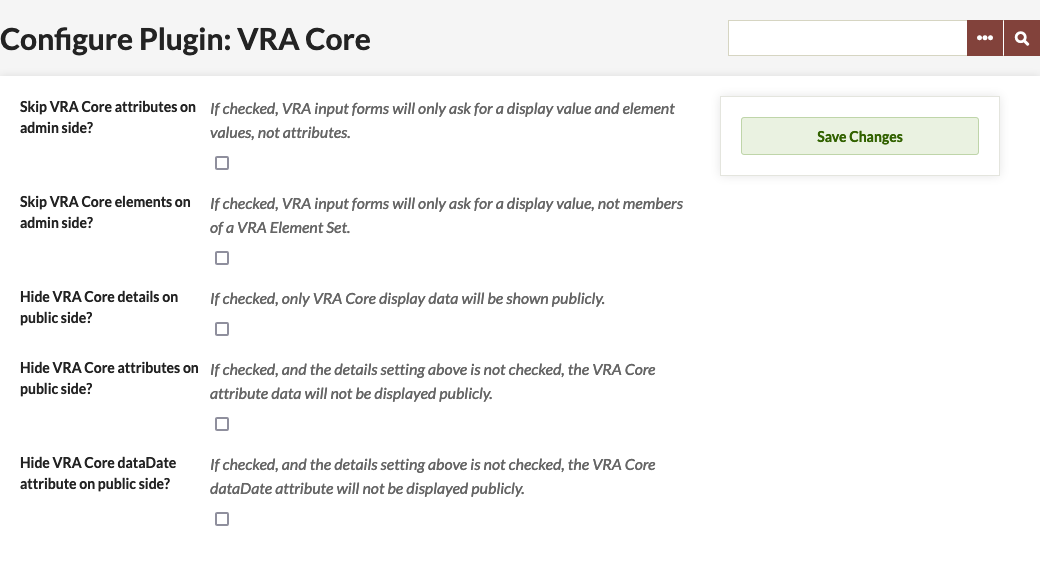 Configure Plugin: VRA Core
Skip VRA Core attributes on
admin side?
If checked, VRA input forms will only ask for a display value and element
values, not attributes.
Save Changes
Skip VRA Core elements on
admin side?
If checked, VRA input forms will only ask for a display value, not members
of a VRA Element Set.
Hide VRA Core details on
public side?
If checked, only VRA Core display data will be shown publicly.
Hide VRA Core attributes on
public side?
If checked, and the details setting above is not checked, the VRA Core
attribute data will not be displayed publicly.
Hide VRA Core dataDate
attribute on public side?
If checked, and the details setting above is not checked, the VRA Core
dataDate attribute will not be displayed publicly.